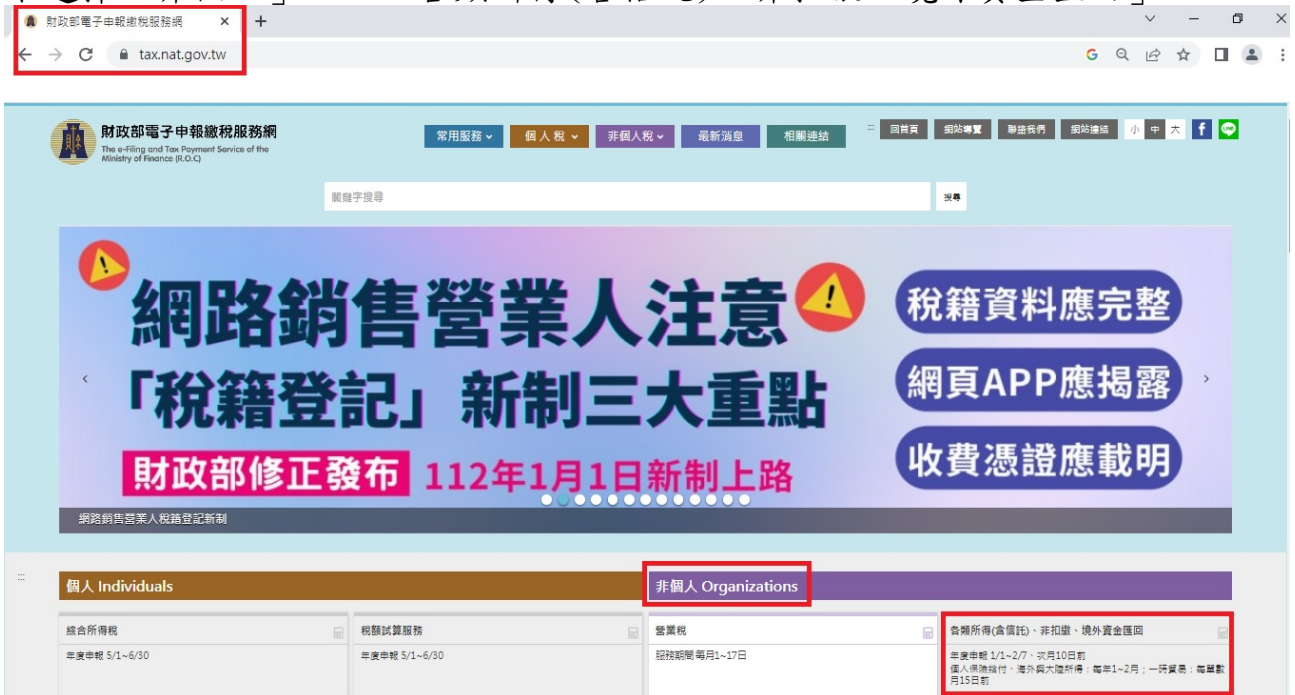 財政部電子申報繳稅服務網
tax.nat.gov.tw
財政部電子申報繳稅服務網
The e-Filing and Tax Payment Service of the
Ministry of Finance (R.O.C)
常用服務 個人稅 非個人稅 最新消息 相關連結 回首頁 網站導覽 聯絡我們 網站連結 小 中 大
關鍵字搜尋 搜尋
網路銷售營業人注意
「稅籍登記」新制三大重點
財政部修正發布 112年1月1日新制上路
稅籍資料應完整
網頁APP應揭露
收費憑證應載明
網路銷售營業人稅籍登記新制
個人 Individuals
非個人 Organizations
綜合所得稅
年度申報 5/1~6/30
稅額試算服務
年度申報 5/1~6/30
營業稅
服務期間 每月1~17日
各類所得(含信託)、非扣繳、境外資金匯回
年度申報 1/1~2/7、次月10日前
個人保險給付、海外與大陸所得：每年1~2月；一時貿易：每單數
月15日前